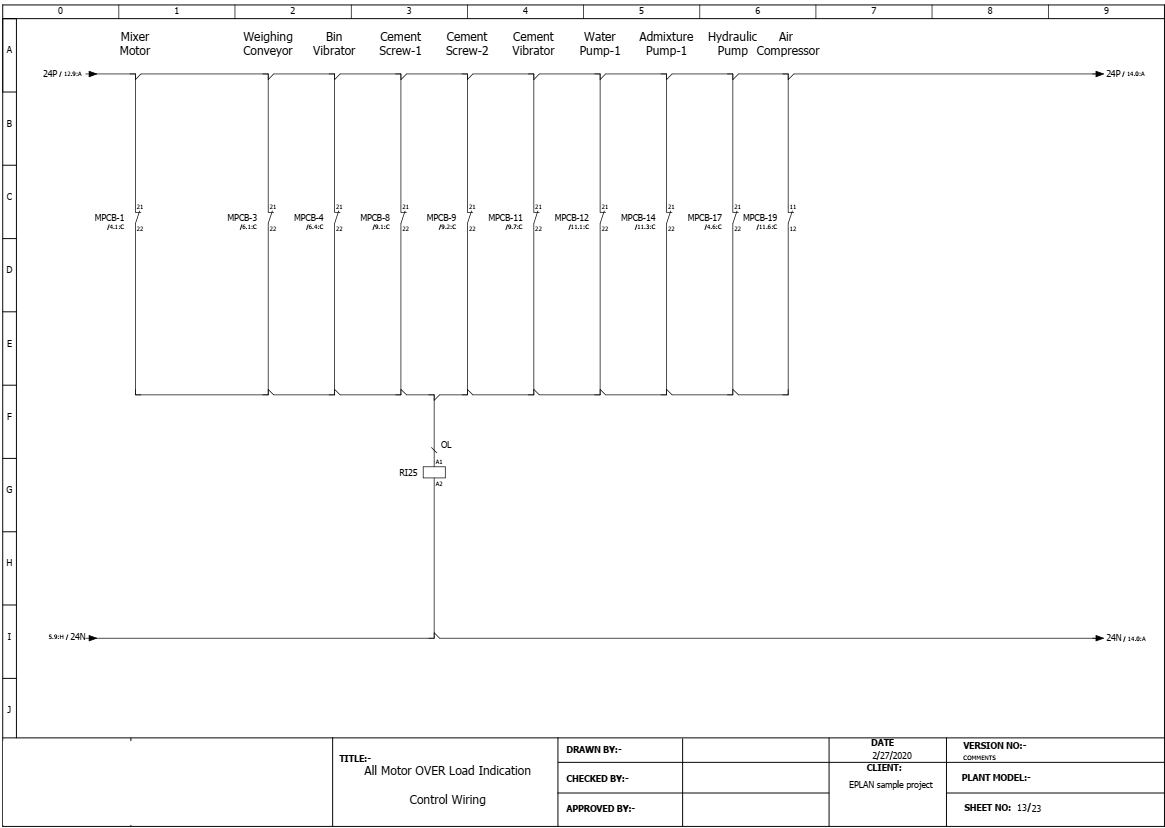 0 1 2 3 4 5 6 7 8 9
Mixer Weighing Bin Cement Cement Cement Water Admixture Hydraulic Air
A
Motor Conveyor Vibrator Screw-1 Screw-2 Vibrator Pump-1 Pump-1 Pump Compressor
24P / 12.9:A 24P / 14.0:A
B
C
21 21 21 21 21 21 21 21 21 11
MPCB-1 MPCB-3 MPCB-4 MPCB-8 MPCB-9 MPCB-11 MPCB-12 MPCB-14 MPCB-17 MPCB-19
/4.1:C /6.1:C /6.4:C /9.1:C /9.2:C /9.7:C /11.1:C /11.3:C /4.6:C /11.6:C
22 22 22 22 22 22 22 22 22 12
D
E
F
OL
A1
RI25
A2
G
H
I
5.9:H / 24N 24N / 14.0:A
J
TITLE:-
All Motor OVER Load Indication
Control Wiring
DRAWN BY:-
CHECKED BY:-
APPROVED BY:-
DATE
2/27/2020
CLIENT:
EPLAN sample project
VERSION NO:-
COMMENTS
PLANT MODEL:-
SHEET NO: 13/23